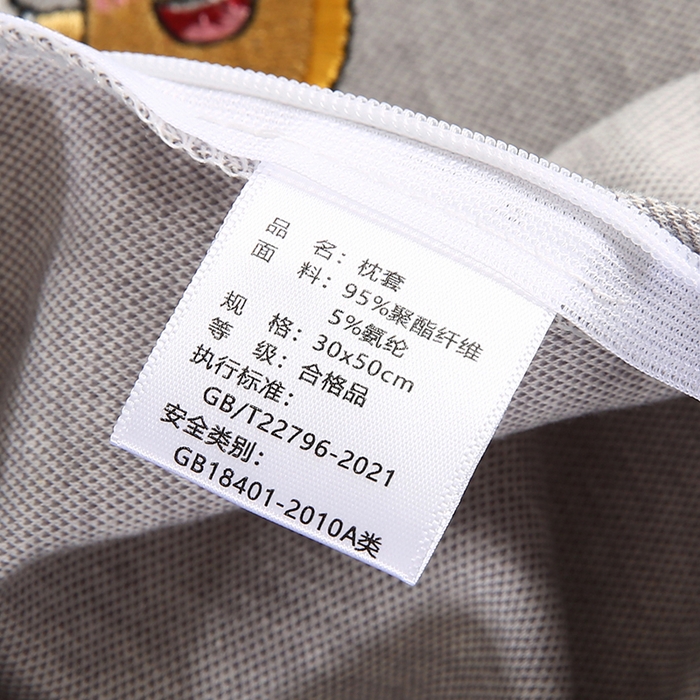 品 名：枕套
面 料：95%聚酯纤维
5%氨纶
规 格：30x50cm
等 级：合格品
执行标准：
GB/T22796-2021
安全类别：
GB18401-2010A类